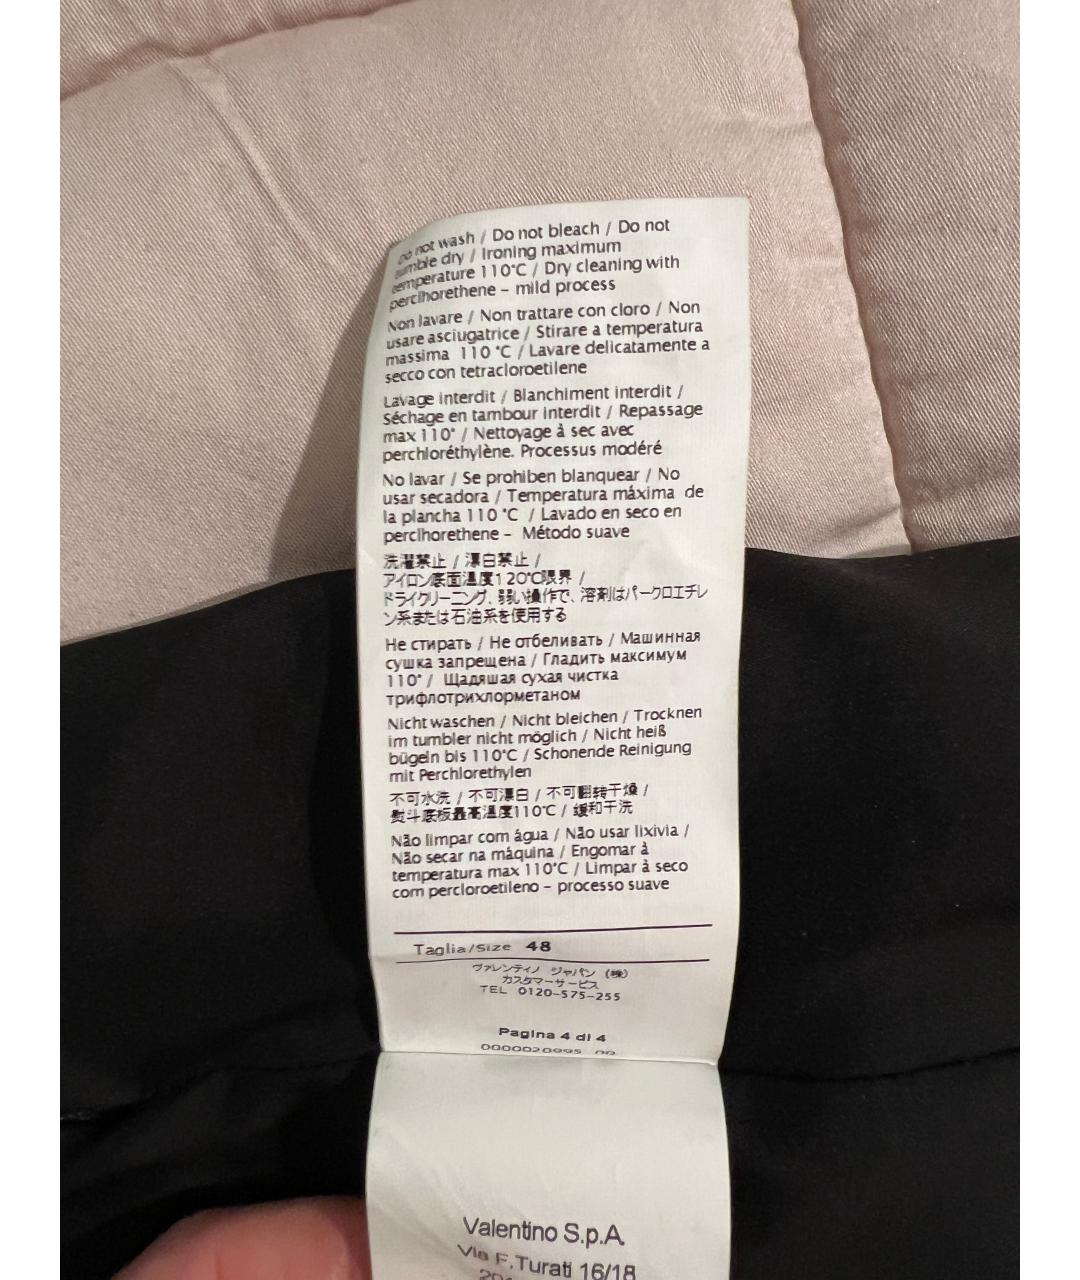 Do not wash / Do not bleach / Do not
tumble dry / Ironing maximum
temperature 110°C / Dry cleaning with
perclhorethene – mild process
Non lavare / Non trattare con cloro / Non
usare asciugatrice / Stirare a temperatura
massima 110 °C / Lavare delicatamente a
secco con tetracloroetilene
Lavage interdit / Blanchiment interdit /
Séchage en tambour interdit / Repassage
max 110° / Nettoyage à sec avec
perchloréthylène. Processus modéré
No lavar / Se prohiben blanquear / No
usar secadora / Temperatura máxima de
la plancha 110 °C / Lavado en seco en
perclhorethene – Método suave
洗濯禁止 / 漂白禁止 /
アイロン底面温度120℃限界 /
ドライクリーニング、弱い操作で、溶剤はパークロエチレ
ン系または石油系を使用する
Не стирать / Не отбеливать / Машинная
сушка запрещена / Гладить максимум
110° / Щадяшая сухая чистка
трифлотрихлорметаном
Nicht waschen / Nicht bleichen / Trocknen
im tumbler nicht möglich / Nicht heiß
bügeln bis 110°C / Schonende Reinigung
mit Perchlorethylen
不可水洗 / 不可漂白 / 不可翻转干燥 /
熨斗底板最高温度110℃ / 缓和干洗
Não limpar com água / Não usar lixivia /
Não secar na máquina / Engomar à
temperatura max 110°C / Limpar à seco
com percloroetileno – processo suave
Taglia/Size 48
ヴァレンティノ ジャパン (株)
カスタマーサービス
TEL 0120-575-255
Pagina 4 di 4
Valentino S.p.A.
Via F.Turati 16/18